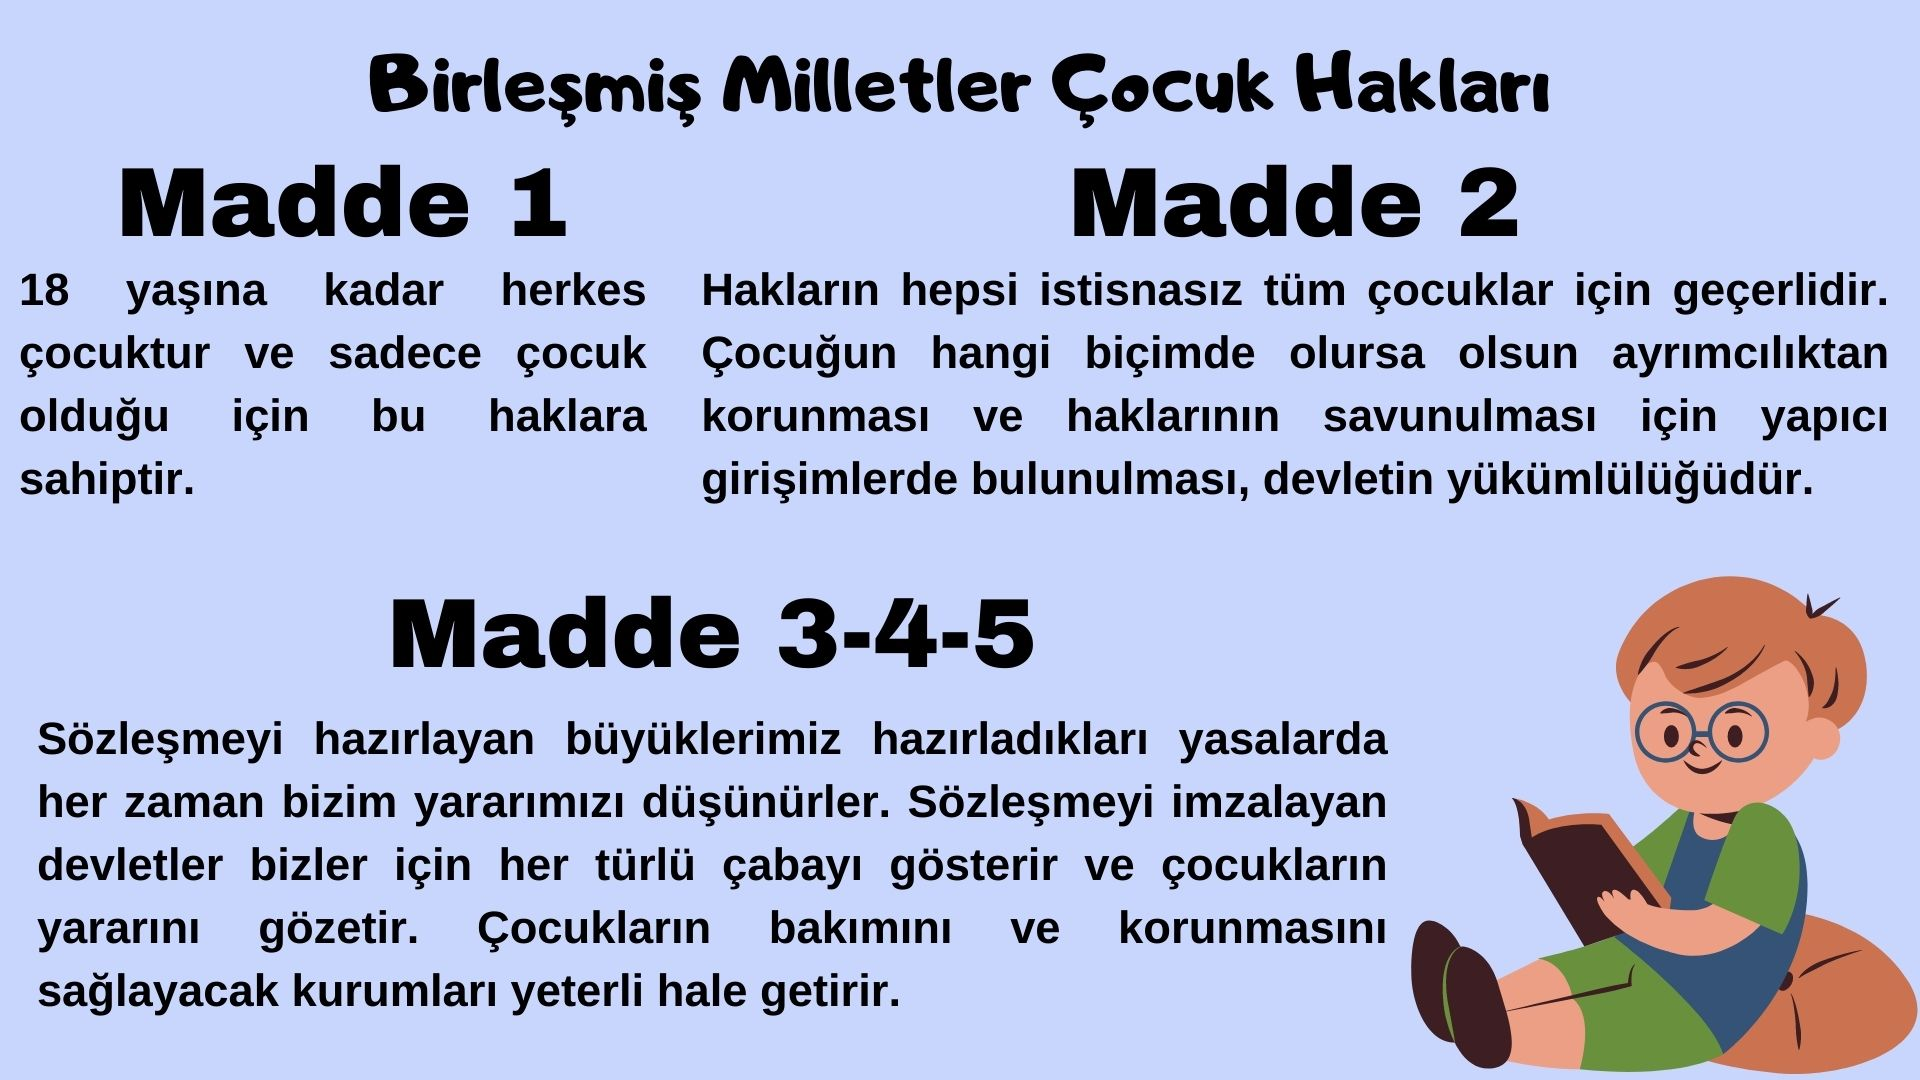 Birleşmiş Milletler Çocuk Hakları
Madde 1
18 yaşına kadar herkes
çocuktur ve sadece çocuk
olduğu için bu haklara
sahiptir.
Madde 2
Hakların hepsi istisnasız tüm çocuklar için geçerlidir.
Çocuğun hangi biçimde olursa olsun ayrımcılıktan
korunması ve haklarının savunulması için yapıcı
girişimlerde bulunulması, devletin yükümlülüğüdür.
Madde 3-4-5
Sözleşmeyi hazırlayan büyüklerimiz hazırladıkları yasalarda
her zaman bizim yararımızı düşünürler. Sözleşmeyi imzalayan
devletler bizler için her türlü çabayı gösterir ve çocukların
yararını gözetir. Çocukların bakımını ve korunmasını
sağlayacak kurumları yeterli hale getirir.